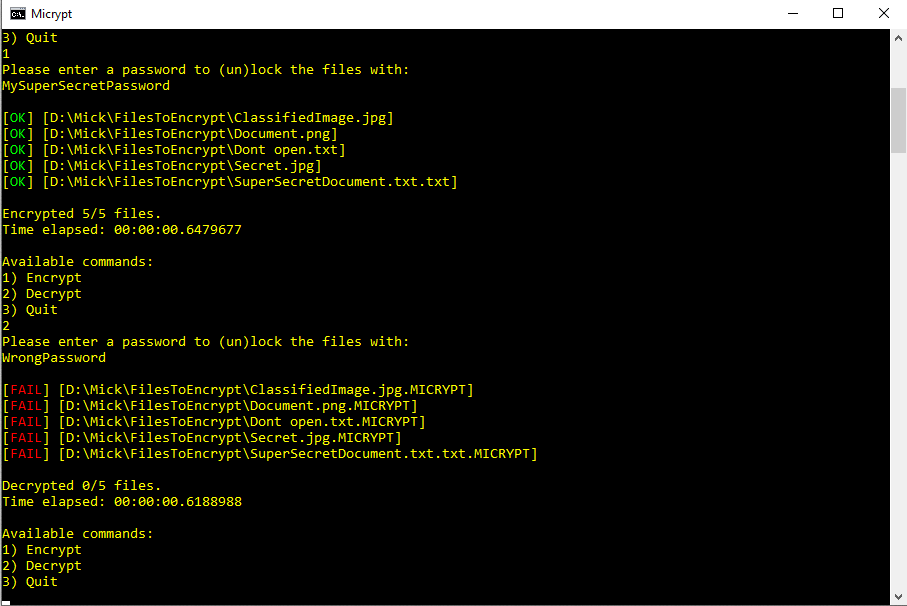 Micrypt
3) Quit
1
Please enter a password to (un)lock the files with:
MySuperSecretPassword
[OK] [D:\Mick\FilesToEncrypt\ClassifiedImage.jpg]
[OK] [D:\Mick\FilesToEncrypt\Document.png]
[OK] [D:\Mick\FilesToEncrypt\Dont open.txt]
[OK] [D:\Mick\FilesToEncrypt\Secret.jpg]
[OK] [D:\Mick\FilesToEncrypt\SuperSecretDocument.txt.txt]
Encrypted 5/5 files.
Time elapsed: 00:00:00.6479677
Available commands:
1) Encrypt
2) Decrypt
3) Quit
2
Please enter a password to (un)lock the files with:
WrongPassword
[FAIL] [D:\Mick\FilesToEncrypt\ClassifiedImage.jpg.MICRYPT]
[FAIL] [D:\Mick\FilesToEncrypt\Document.png.MICRYPT]
[FAIL] [D:\Mick\FilesToEncrypt\Dont open.txt.MICRYPT]
[FAIL] [D:\Mick\FilesToEncrypt\Secret.jpg.MICRYPT]
[FAIL] [D:\Mick\FilesToEncrypt\SuperSecretDocument.txt.txt.MICRYPT]
Decrypted 0/5 files.
Time elapsed: 00:00:00.6188988
Available commands:
1) Encrypt
2) Decrypt
3) Quit